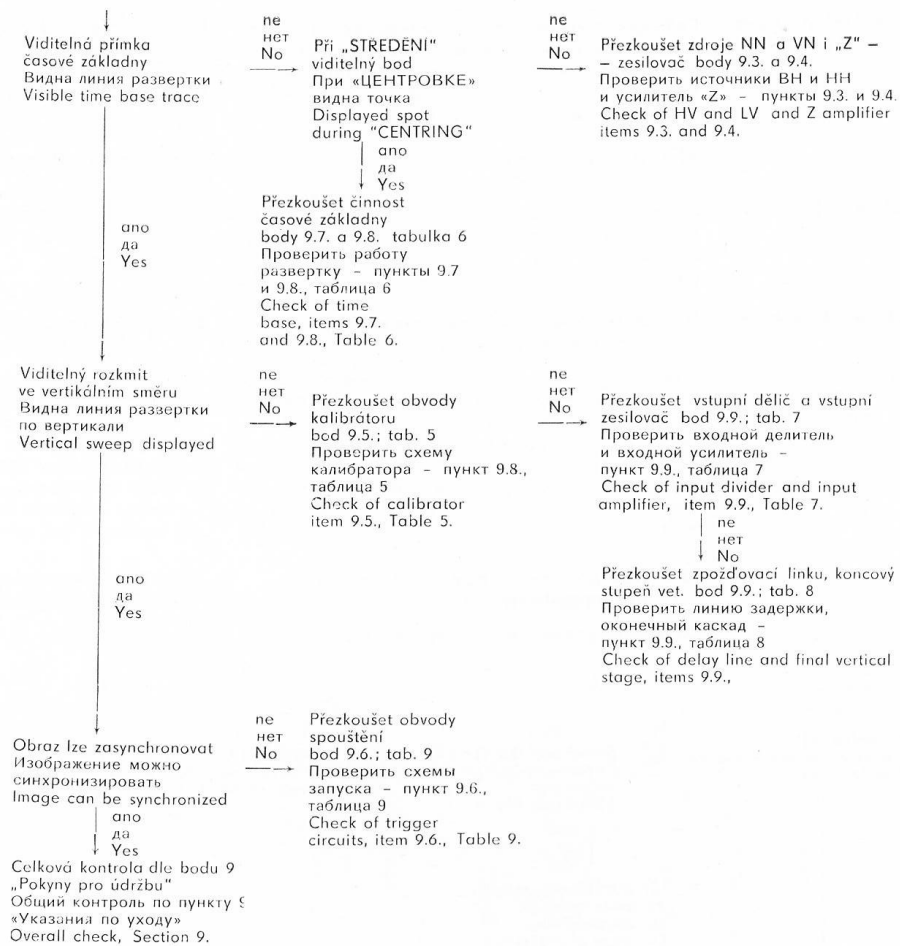 Viditelná přímka
časové základny
Видна линия развертки
Visible time base trace
ne
нет
No
Při „STŘEDĚNÍ"
viditelný bod
При «ЦЕНТРОВКЕ»
видна точка
Displayed spot
during "CENTRING"
ne
нет
No
Přezkoušet zdroje NN a VN i „Z" –
– zesilovač body 9.3. a 9.4.
Проверить источники ВН и НН
и усилитель «Z» – пункты 9.3. и 9.4.
Check of HV and LV and Z amplifier
items 9.3. and 9.4.
ano
да
Yes
Přezkoušet činnost
časové základny
body 9.7. a 9.8. tabulka 6
Проверить работу
развертку – пункты 9.7
и 9.8., таблица 6
Check of time
base, items 9.7.
and 9.8., Table 6.
ano
да
Yes
Viditelný rozkmit
ve vertikálním směru
Видна линия развертки
по вертикали
Vertical sweep displayed
ne
нет
No
Přezkoušet obvody
kalibrátoru
bod 9.5.; tab. 5
Проверить схему
калибратора – пункт 9.8.,
таблица 5
Check of calibrator
item 9.5., Table 5.
ne
нет
No
Přezkoušet vstupní dělič a vstupní
zesilovač bod 9.9.; tab. 7
Проверить входной делитель
и входной усилитель –
пункт 9.9., таблица 7
Check of input divider and input
amplifier, item 9.9., Table 7.
ne
нет
No
Přezkoušet zpožďovací linku, koncový
stupeň vet. bod 9.9.; tab. 8
Проверить линию задержки,
оконечный каскад –
пункт 9.9., таблица 8
Check of delay line and final vertical
stage, items 9.9.,
ano
да
Yes
Obraz lze zasynchronovat
Изображение можно
синхронизировать
Image can be synchronized
ne
нет
No
Přezkoušet obvody
spouštění
bod 9.6.; tab. 9
Проверить схемы
запуска – пункт 9.6.,
таблица 9
Check of trigger
circuits, item 9.6., Table 9.
ano
да
Yes
Celková kontrola dle bodu 9
„Pokyny pro údržbu"
Общий контроль по пункту 9
«Указания по уходу»
Overall check, Section 9.